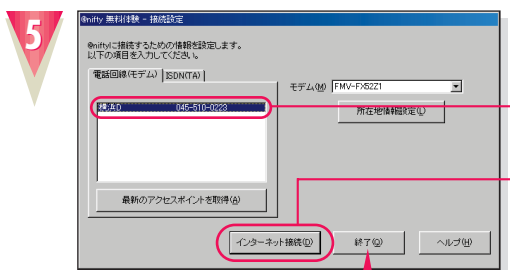 5
@nifty 無料体験 - 接続設定
@niftyに接続するための情報を設定します。
以下の項目を入力してください。
電話回線(モデム) ISDN(TA)
モデム(M) FMV-FX52Z1
横浜D 045-510-0223
所在地情報設定(L)
最新のアクセスポイントを取得(A)
インターネット接続(D) 終了(Q) ヘルプ(H)